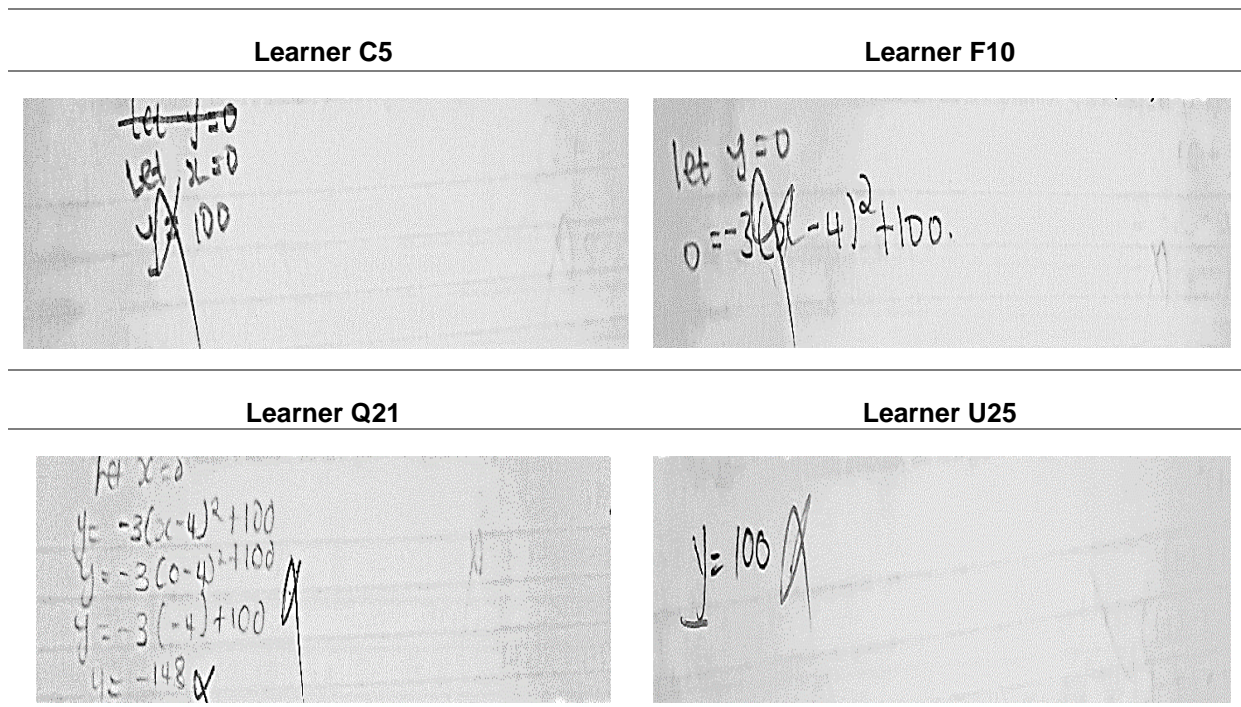 Learner C5
Learner F10
let y=0
Let x=0
y= 100
let y=0
0=-3(x-4)²+100.
Learner Q21
Learner U25
let x=0
y= -3(x-4)²+100
y=-3(0-4)²+100
y=-3(-4)+100
y= -148
y= 100